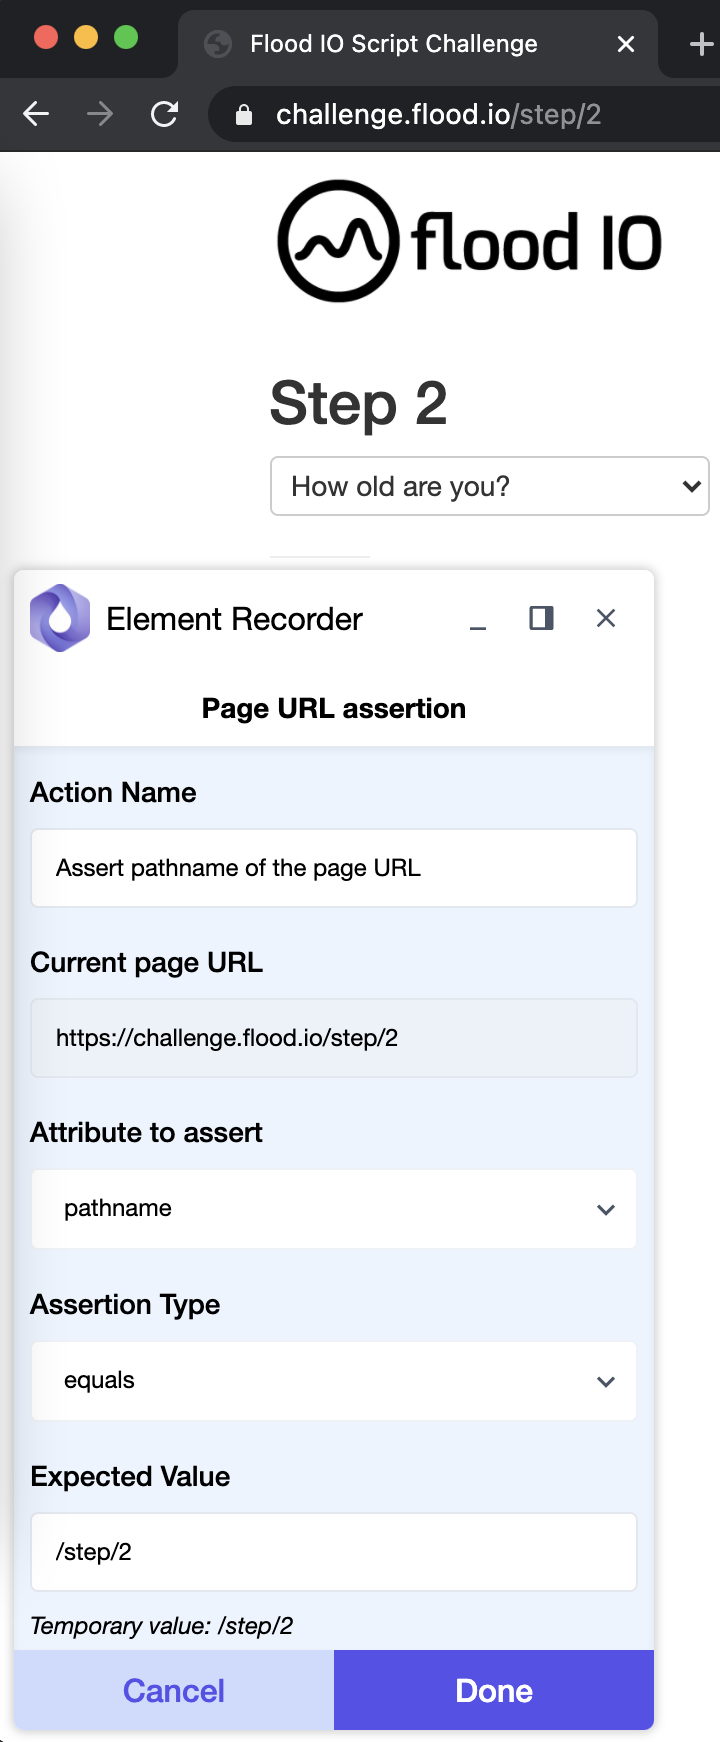 Flood IO Script Challenge
challenge.flood.io/step/2
flood IO
Step 2
How old are you?
Element Recorder
Page URL assertion
Action Name
Assert pathname of the page URL
Current page URL
https://challenge.flood.io/step/2
Attribute to assert
pathname
Assertion Type
equals
Expected Value
/step/2
Temporary value: /step/2
Cancel Done